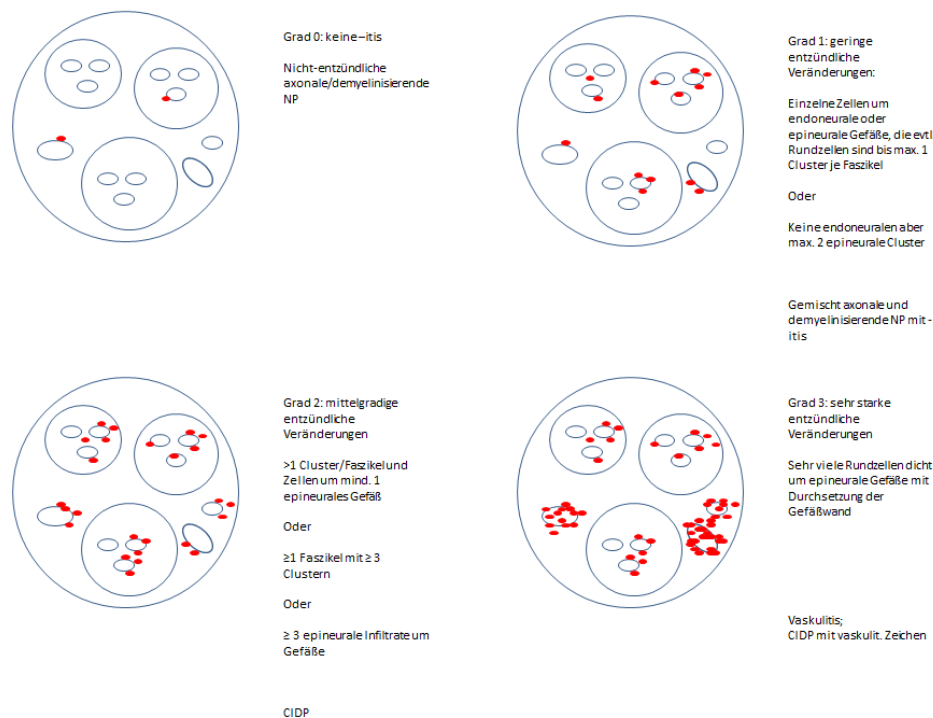 Grad 0: keine –itis
Nicht-entzündliche
axonale/demyelinisierende
NP
Grad 1: geringe
entzündliche
Veränderungen:
Einzelne Zellen um
endoneurale oder
epineurale Gefäße, die evtl
Rundzellen sind bis max. 1
Cluster je Faszikel
Oder
Keine endoneuralen aber
max. 2 epineurale Cluster
Gemischt axonale und
demyelinisierende NP mit -
itis
Grad 2: mittelgradige
entzündliche
Veränderungen
>1 Cluster/Faszikel und
Zellen um mind. 1
epineurales Gefäß
Oder
≥1 Faszikel mit ≥ 3
Clustern
Oder
≥ 3 epineurale Infiltrate um
Gefäße
CIDP
Grad 3: sehr starke
entzündliche
Veränderungen
Sehr viele Rundzellen dicht
um epineurale Gefäße mit
Durchsetzung der
Gefäßwand
Vaskulitis;
CIDP mit vaskulit. Zeichen